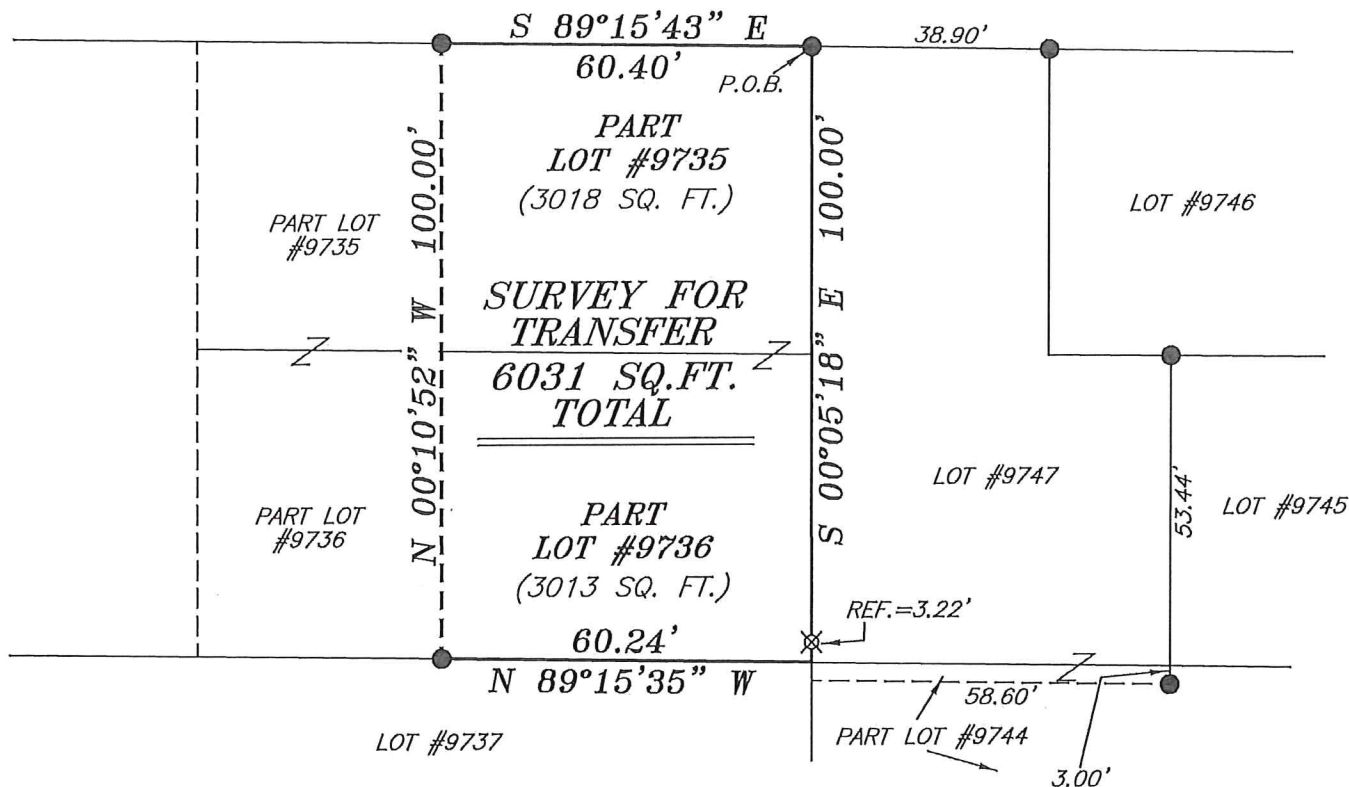 S 89°15'43" E
60.40'
38.90'
P.O.B.
PART
LOT #9735
(3018 SQ. FT.)
N 00°10'52" W 100.00'
S 00°05'18" E 100.00'
PART LOT
#9735
LOT #9746
SURVEY FOR
TRANSFER
6031 SQ.FT.
TOTAL
PART LOT
#9736
PART
LOT #9736
(3013 SQ. FT.)
LOT #9747
53.44'
LOT #9745
REF.=3.22'
60.24'
N 89°15'35" W
58.60'
PART LOT #9744
LOT #9737
3.00'